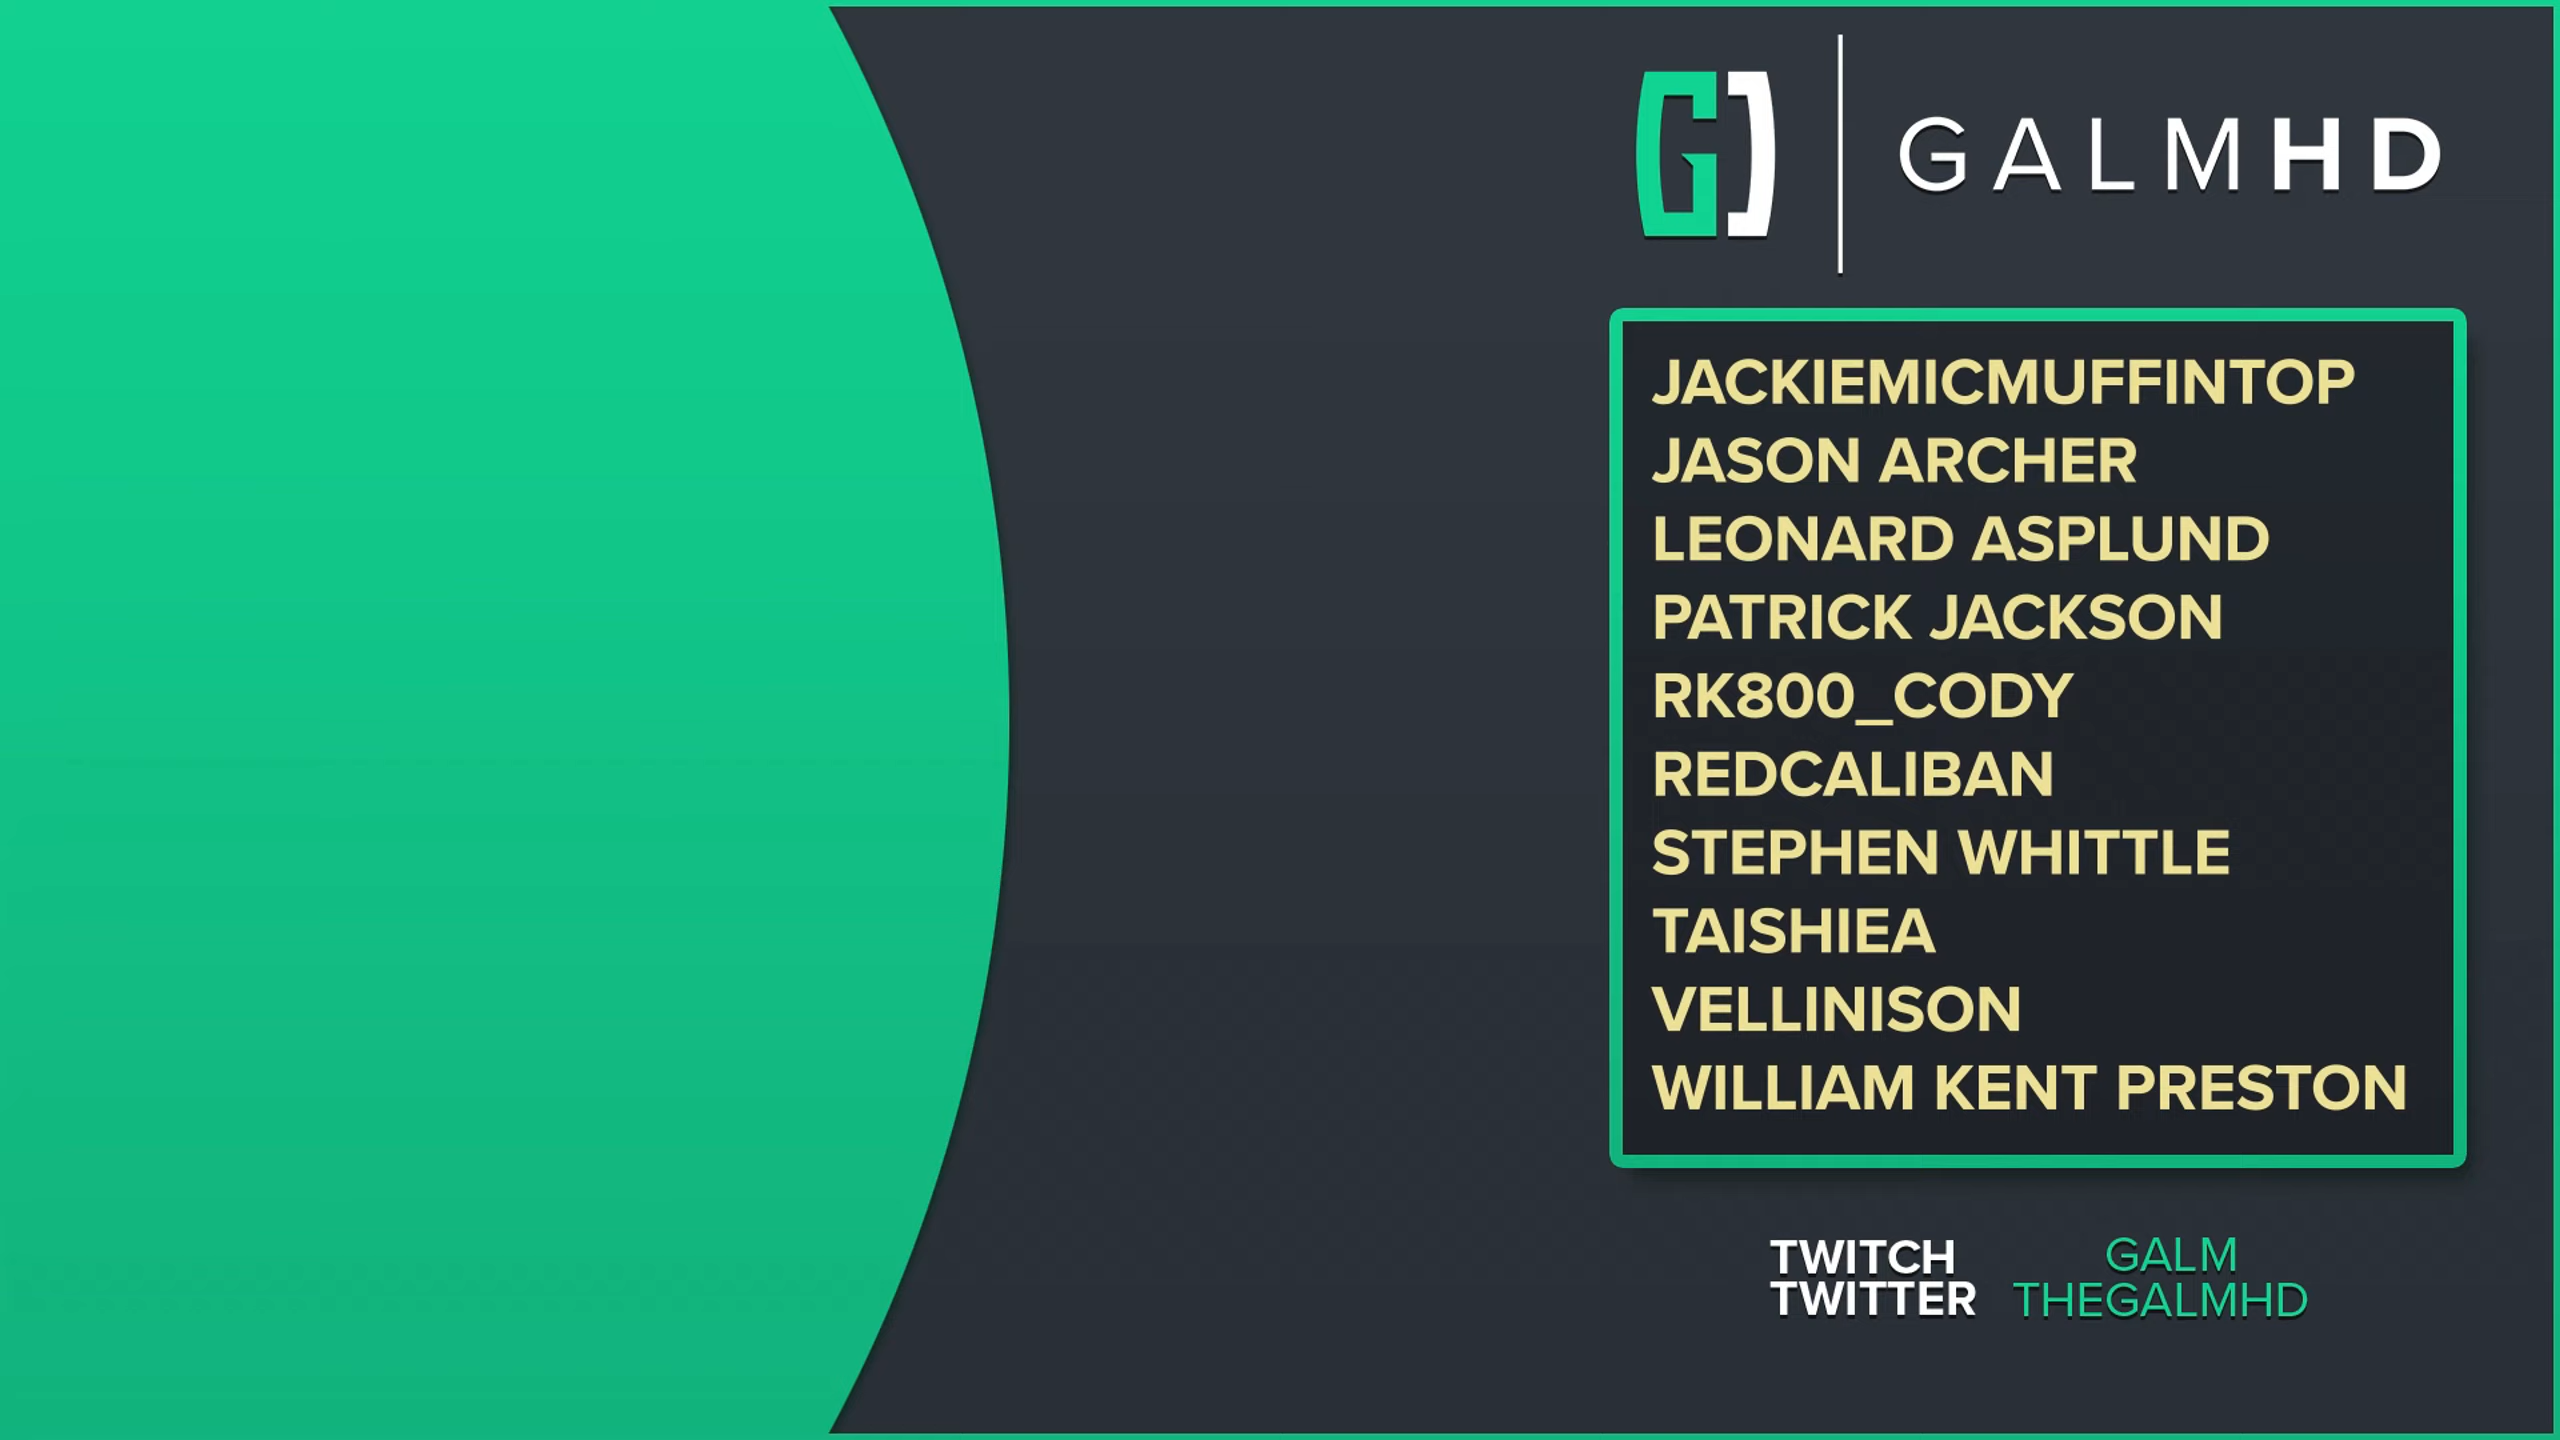 GALMHD
JACKIEMICMUFFINTOP
JASON ARCHER
LEONARD ASPLUND
PATRICK JACKSON
RK800_CODY
REDCALIBAN
STEPHEN WHITTLE
TAISHIEA
VELLINISON
WILLIAM KENT PRESTON
TWITCH GALM
TWITTER THEGALMHD